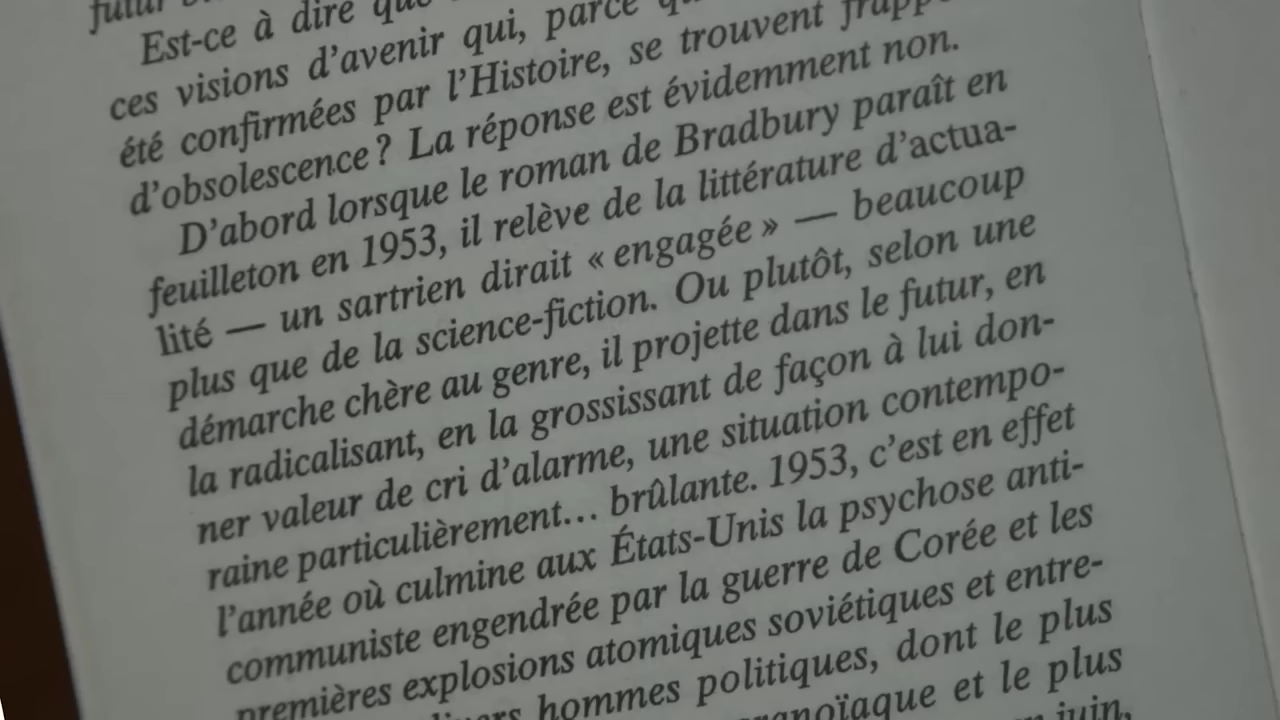 futur
Est-ce à dire que
ces visions d'avenir qui, parce
été confirmées par l'Histoire, se trouvent
d'obsolescence ? La réponse est évidemment non.
D'abord lorsque le roman de Bradbury paraît en
feuilleton en 1953, il relève de la littérature d'actua-
lité — un sartrien dirait « engagée » — beaucoup
plus que de la science-fiction. Ou plutôt, selon une
démarche chère au genre, il projette dans le futur, en
la radicalisant, en la grossissant de façon à lui don-
ner valeur de cri d'alarme, une situation contempo-
raine particulièrement… brûlante. 1953, c'est en effet
l'année où culmine aux États-Unis la psychose anti-
communiste engendrée par la guerre de Corée et les
premières explosions atomiques soviétiques et entre-
hommes politiques, dont le plus
et le plus
juin,